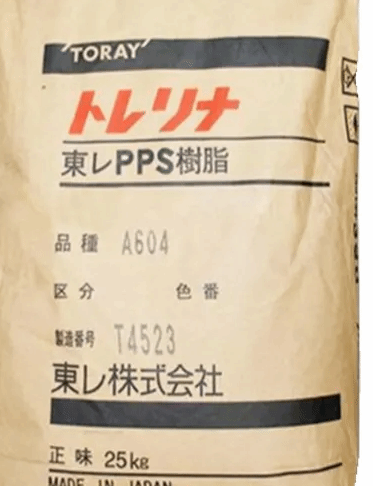 TORAY
トレリナ
東レPPS樹脂
品種 A604
区分 色番
製造番号 T4523
東レ株式会社
正味 25kg
MADE IN JAPAN